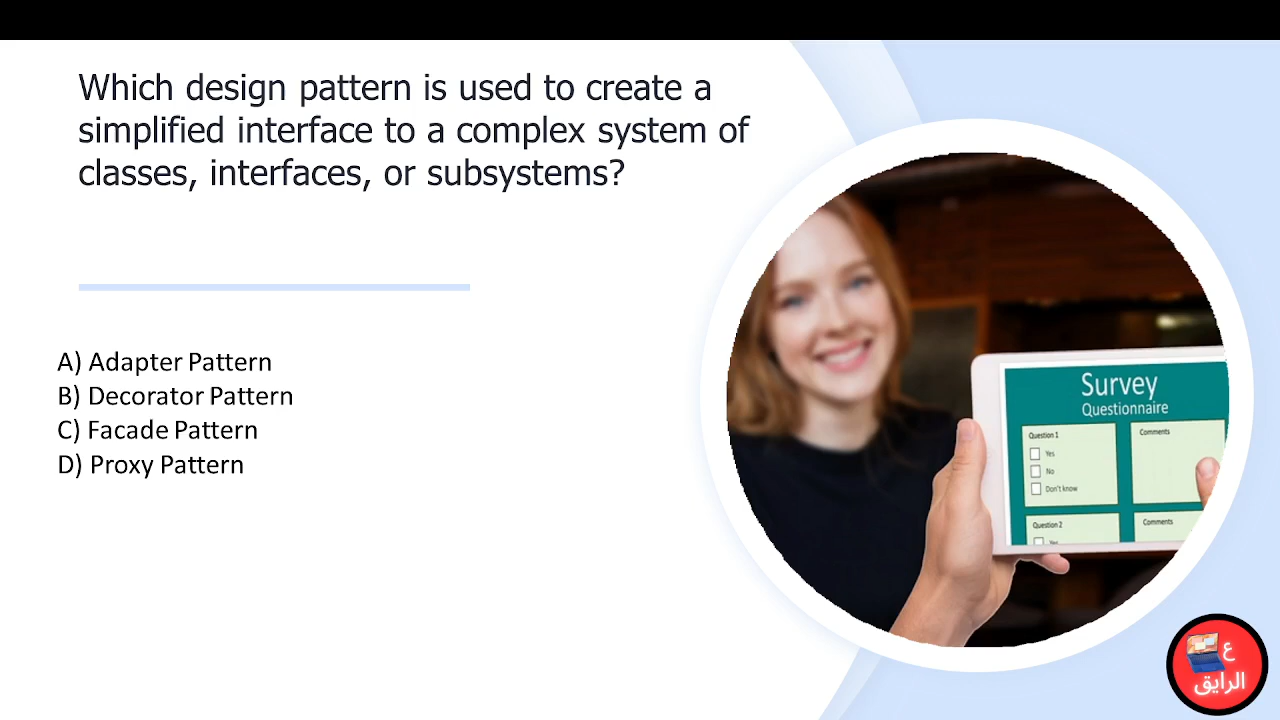 Which design pattern is used to create a
simplified interface to a complex system of
classes, interfaces, or subsystems?
A) Adapter Pattern
B) Decorator Pattern
C) Facade Pattern
D) Proxy Pattern
Survey
Questionnaire
Question 1
Comments
Yes
No
Don't know
Question 2
Comments
Yes
ع
الرايق